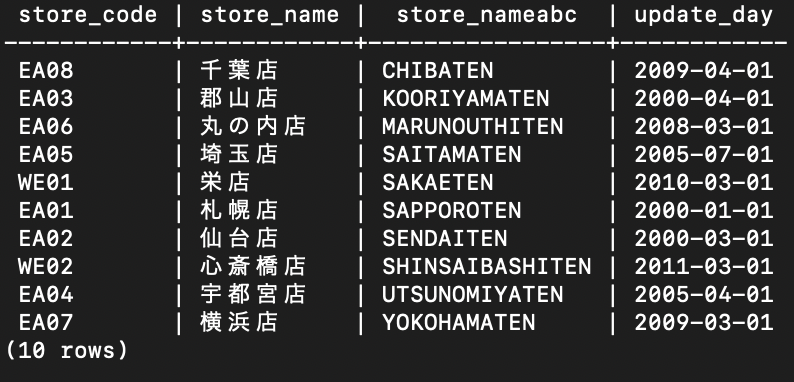 store_code | store_name |  store_nameabc  | update_day
------------+------------+-----------------+------------
 EA08       | 千葉店     | CHIBATEN        | 2009-04-01
 EA03       | 郡山店     | KOORIYAMATEN    | 2000-04-01
 EA06       | 丸の内店   | MARUNOUTHITEN   | 2008-03-01
 EA05       | 埼玉店     | SAITAMATEN      | 2005-07-01
 WE01       | 栄店       | SAKAETEN        | 2010-03-01
 EA01       | 札幌店     | SAPPOROTEN      | 2000-01-01
 EA02       | 仙台店     | SENDAITEN       | 2000-03-01
 WE02       | 心斎橋店   | SHINSAIBASHITEN | 2011-03-01
 EA04       | 宇都宮店   | UTSUNOMIYATEN   | 2005-04-01
 EA07       | 横浜店     | YOKOHAMATEN     | 2009-03-01
(10 rows)